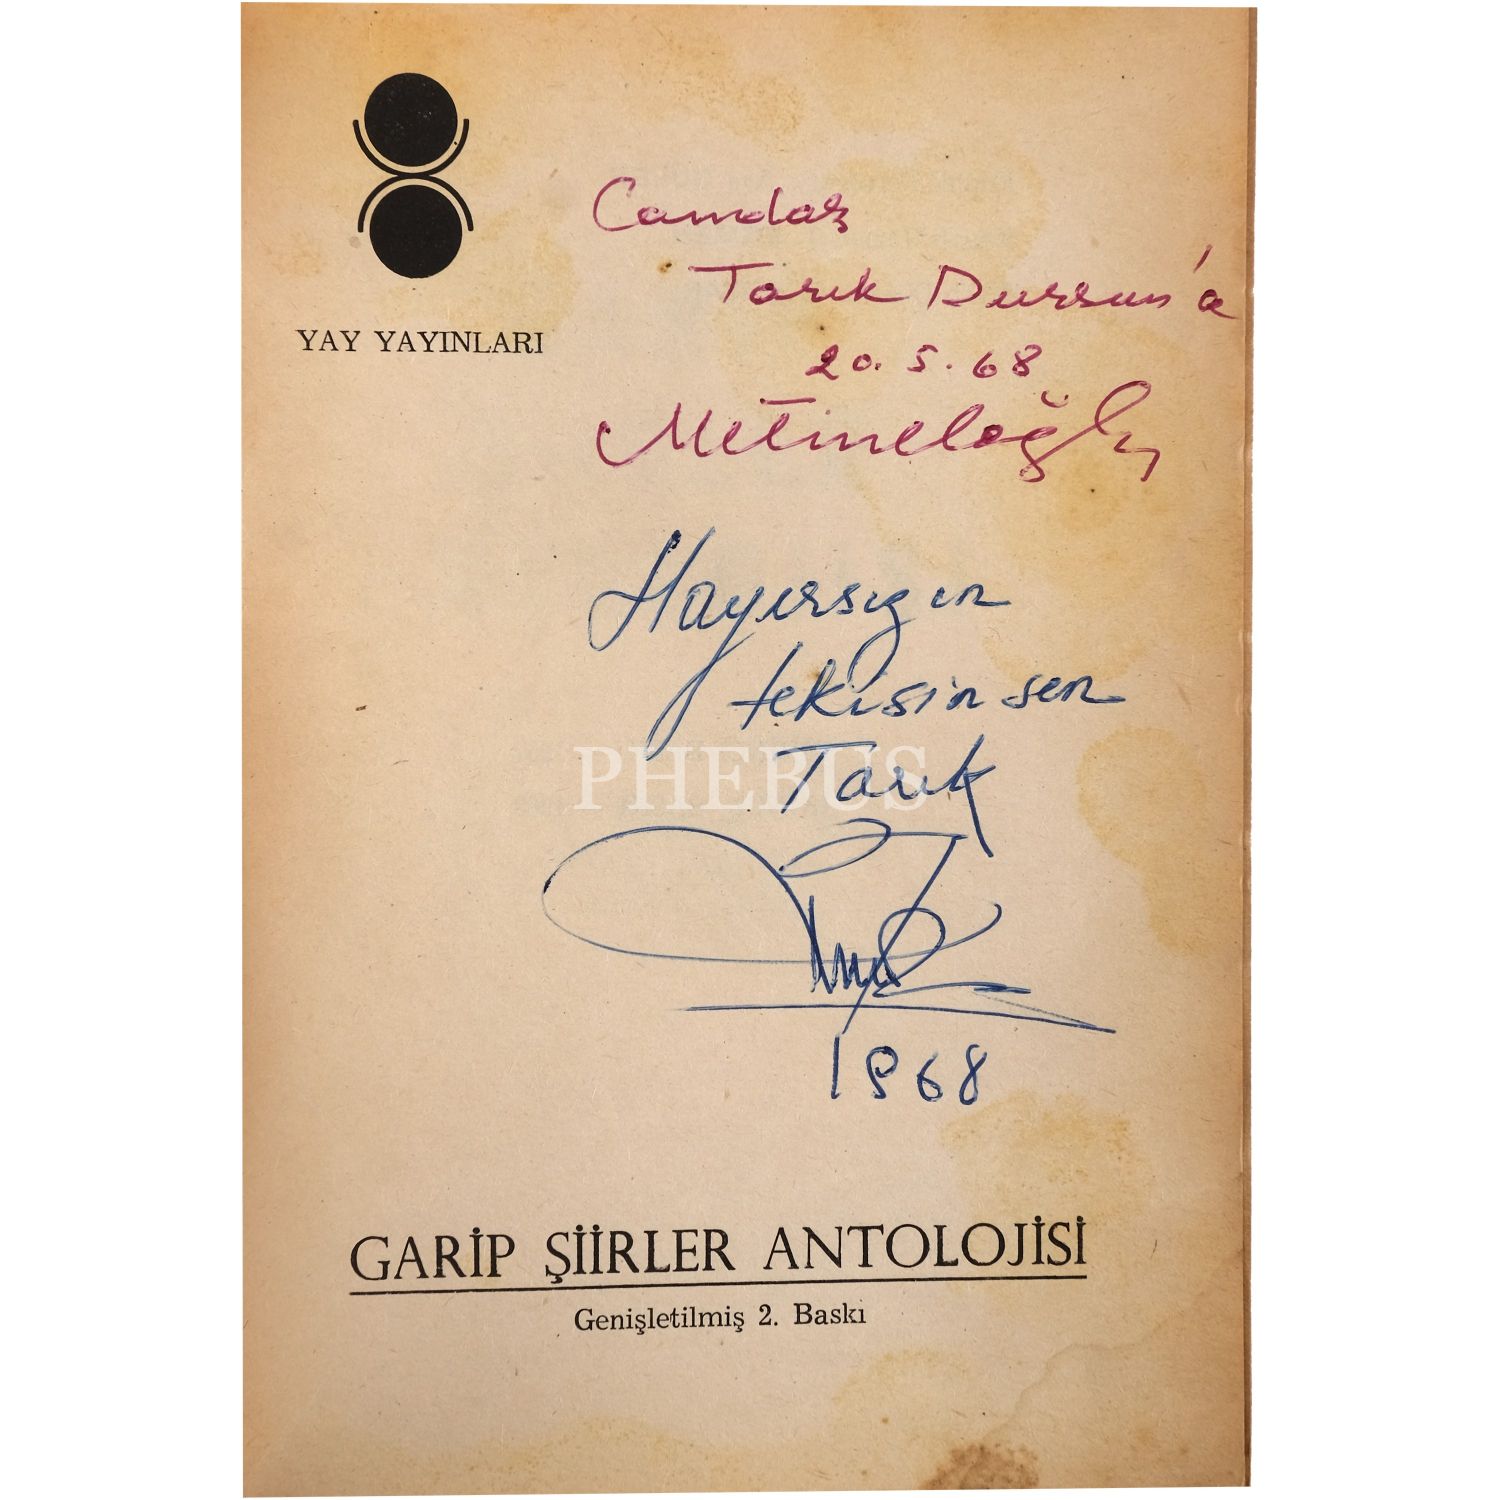 YAY YAYINLARI
Candaş
Tarık Dursun'a
20.5.68
Metineloğlu
Hayırsızın
tekisin sen
Tarık
1968
PHEBUS
GARİP ŞİİRLER ANTOLOJİSİ
Genişletilmiş 2. Baskı